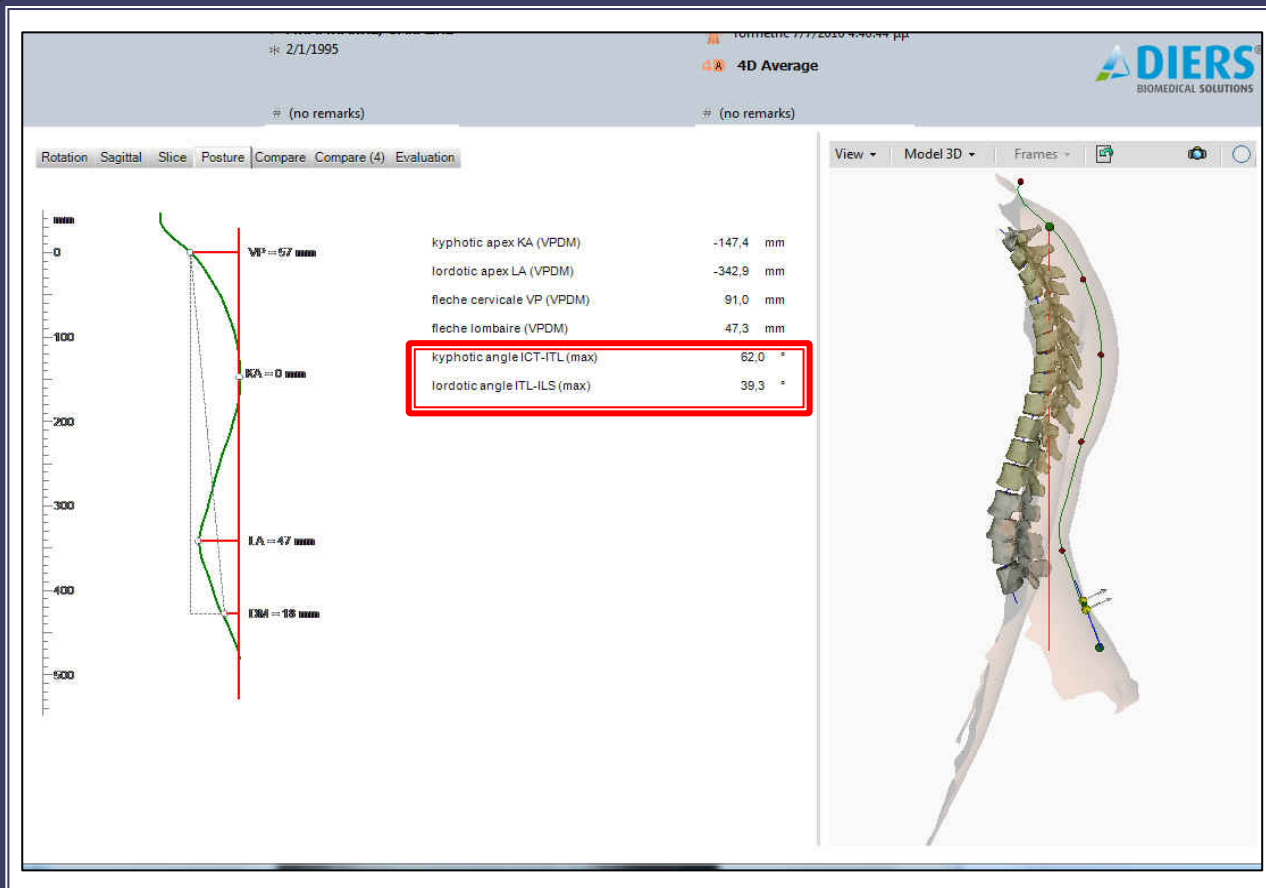 2/1/1995
4D Average
DIERS
BIOMEDICAL SOLUTIONS
# (no remarks)
# (no remarks)
Rotation Sagittal Slice Posture Compare Compare (4) Evaluation
View Model 3D Frames
mm
0
100
200
300
400
500
VP = 57 mm
KA = 0 mm
LA = 47 mm
DM = 18 mm
kyphotic apex KA (VPDM) -147,4 mm
lordotic apex LA (VPDM) -342,9 mm
fleche cervicale VP (VPDM) 91,0 mm
fleche lombaire (VPDM) 47,3 mm
kyphotic angle ICT-ITL (max) 62,0 °
lordotic angle ITL-ILS (max) 39,3 °